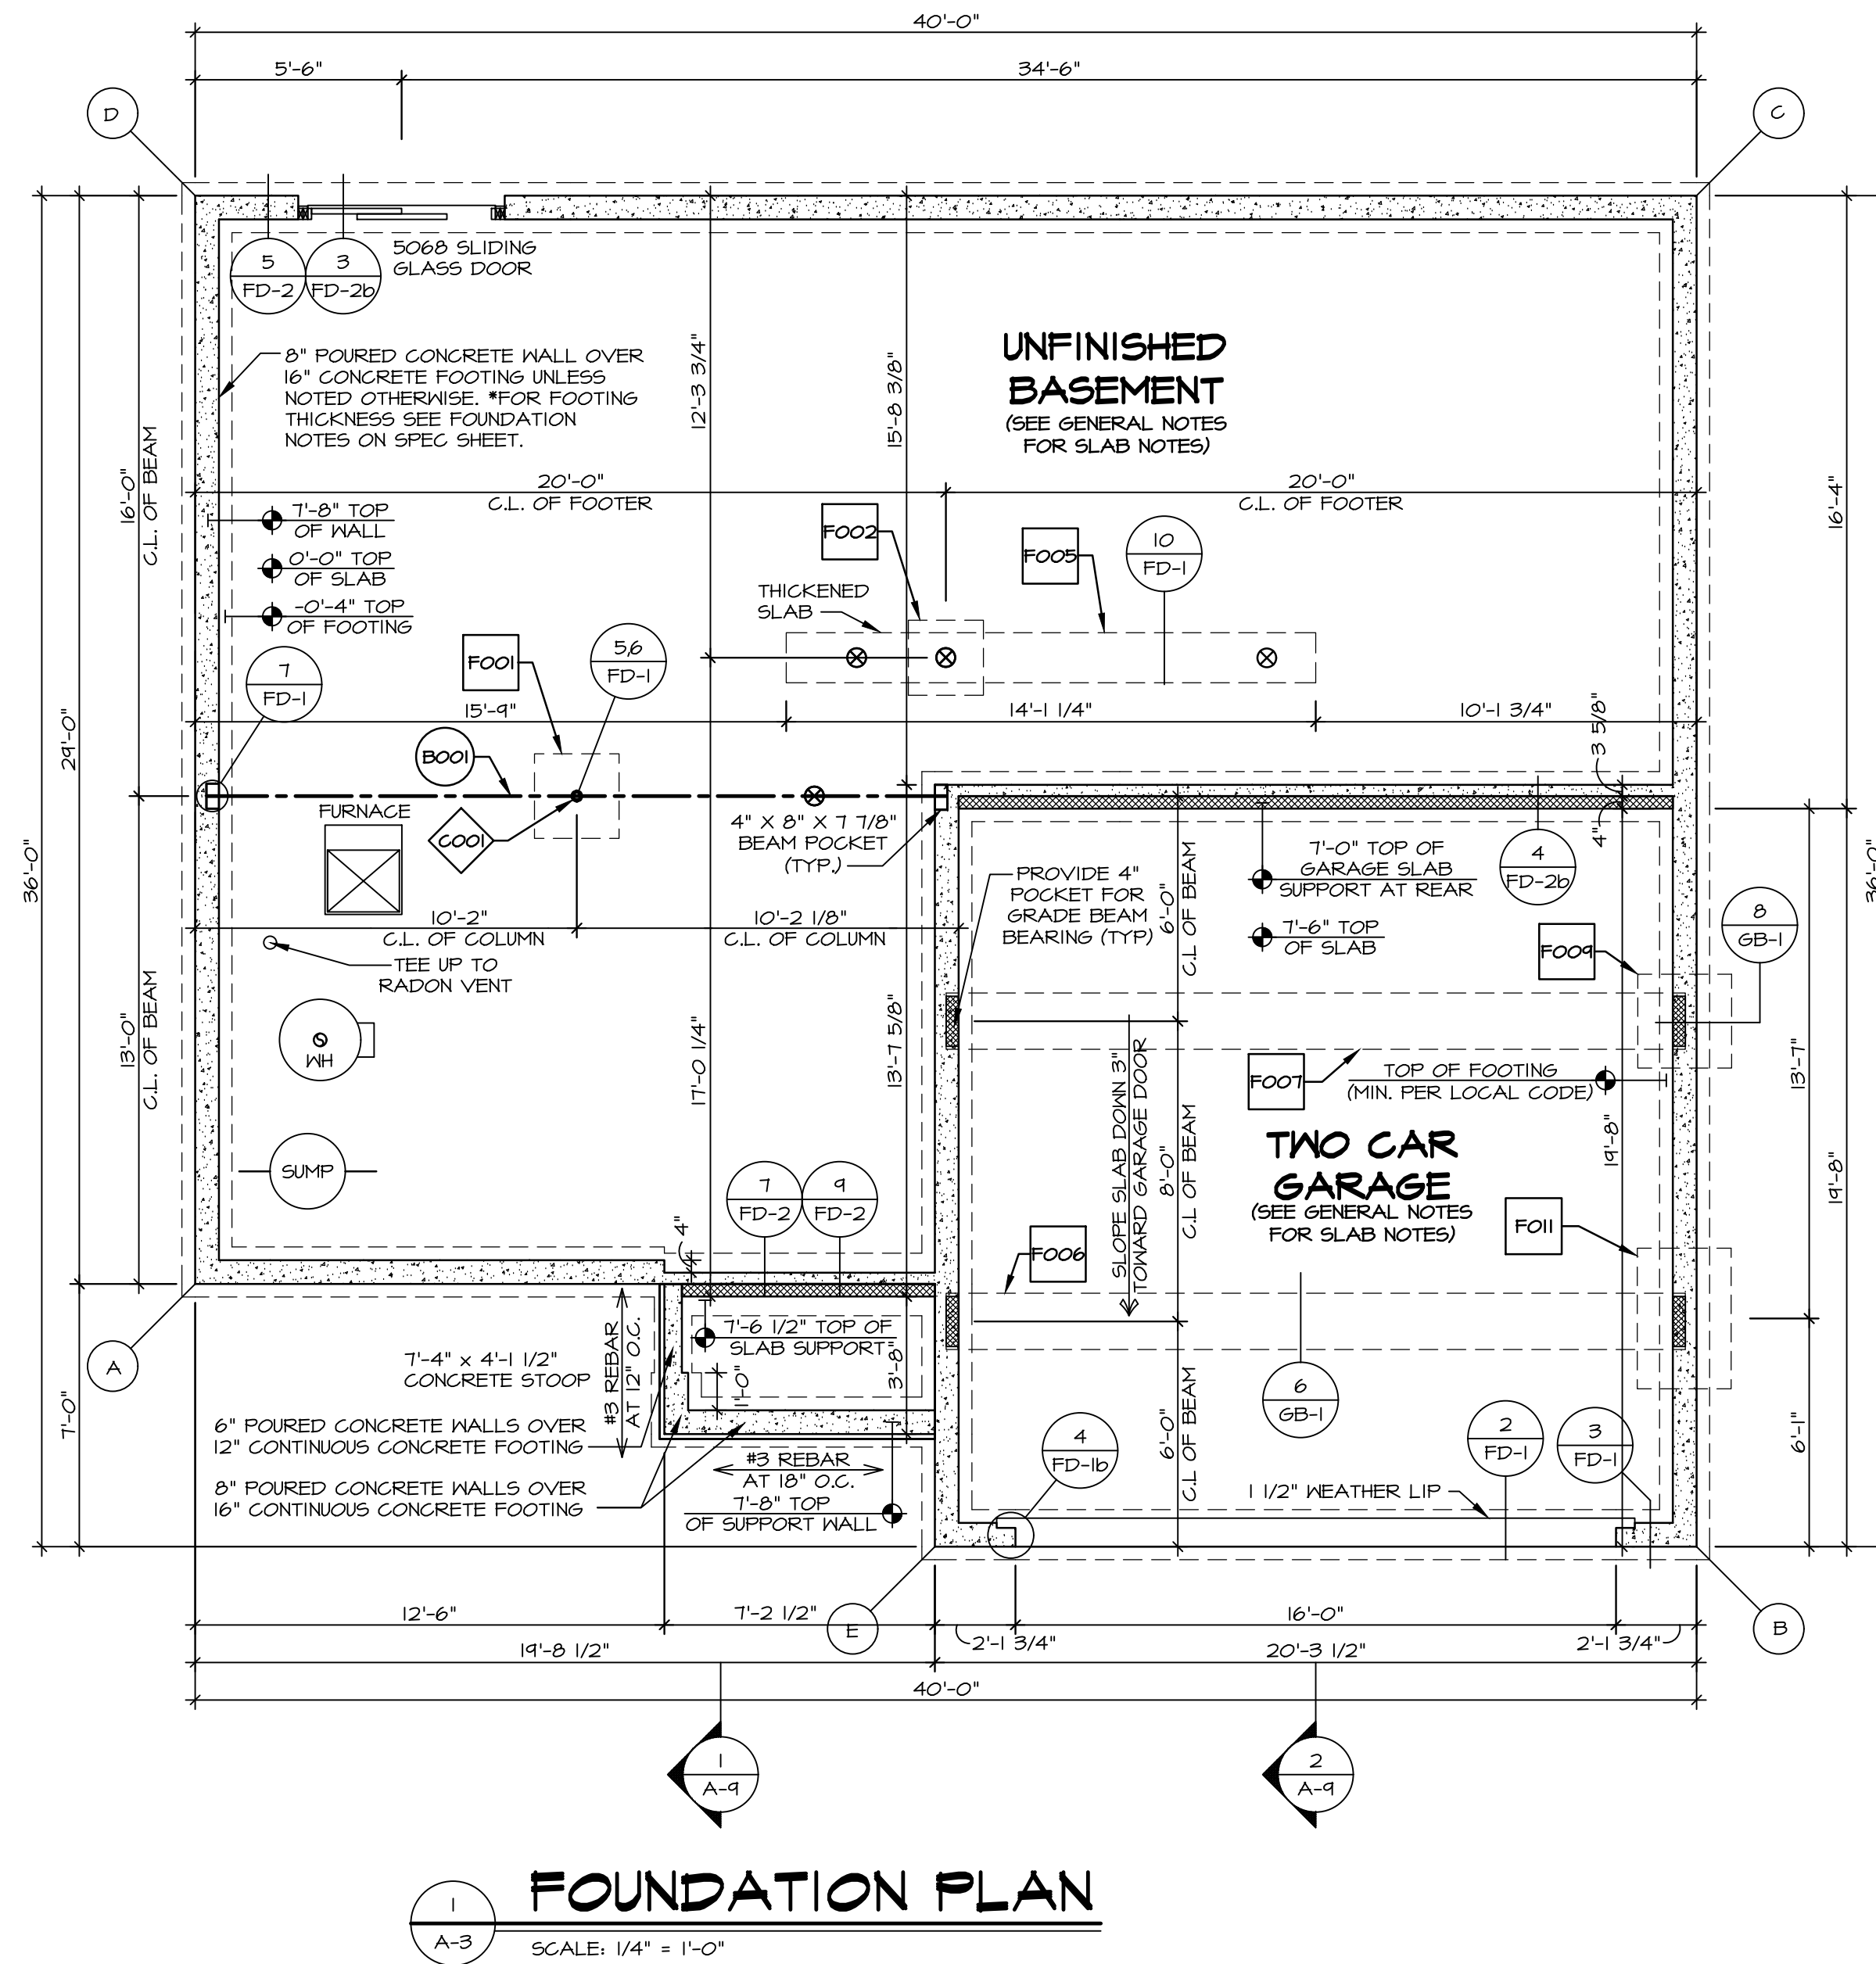 40'-0"
5'-6"
34'-6"
D
C
5
FD-2
3
FD-2b
5068 SLIDING
GLASS DOOR
8" POURED CONCRETE WALL OVER
16" CONCRETE FOOTING UNLESS
NOTED OTHERWISE. *FOR FOOTING
THICKNESS SEE FOUNDATION
NOTES ON SPEC SHEET.
12'-3 3/4"
15'-8 3/8"
UNFINISHED
BASEMENT
(SEE GENERAL NOTES
FOR SLAB NOTES)
16'-0"
C.L. OF BEAM
20'-0"
C.L. OF FOOTER
20'-0"
C.L. OF FOOTER
16'-4"
7'-8" TOP
OF WALL
0'-0" TOP
OF SLAB
-0'-4" TOP
OF FOOTING
F002
F005
10
FD-1
THICKENED
SLAB
7
FD-1
F001
5,6
FD-1
15'-9"
14'-1 1/4"
10'-1 3/4"
3 5/8"
29'-0"
36'-0"
B001
FURNACE
C001
4" X 8" X 7 7/8"
BEAM POCKET
(TYP.)
4"
PROVIDE 4"
POCKET FOR
GRADE BEAM
BEARING (TYP)
6'-0"
C.L OF BEAM
7'-0" TOP OF
GARAGE SLAB
SUPPORT AT REAR
7'-6" TOP
OF SLAB
4
FD-2b
8
GB-1
F009
36'-0"
10'-2"
C.L. OF COLUMN
10'-2 1/8"
C.L. OF COLUMN
TEE UP TO
RADON VENT
13'-0"
C.L. OF BEAM
WH
17'-0 1/4"
13'-7 5/8"
SLOPE SLAB DOWN 3"
TOWARD GARAGE DOOR
8'-0"
C.L OF BEAM
F007
TOP OF FOOTING
(MIN. PER LOCAL CODE)
13'-7"
19'-8"
19'-8"
TWO CAR
GARAGE
(SEE GENERAL NOTES
FOR SLAB NOTES)
SUMP
7
FD-2
9
FD-2
4"
F006
F011
A
7'-0"
7'-4" x 4'-1 1/2"
CONCRETE STOOP
#3 REBAR
AT 12" O.C.
7'-6 1/2" TOP OF
SLAB SUPPORT
3'-8"
1'-0"
6" POURED CONCRETE WALLS OVER
12" CONTINUOUS CONCRETE FOOTING
8" POURED CONCRETE WALLS OVER
16" CONTINUOUS CONCRETE FOOTING
#3 REBAR
AT 18" O.C.
7'-8" TOP
OF SUPPORT WALL
4
FD-1b
6'-0"
C.L OF BEAM
6
GB-1
2
FD-1
3
FD-1
6'-1"
1 1/2" WEATHER LIP
12'-6"
7'-2 1/2"
E
2'-1 3/4"
16'-0"
2'-1 3/4"
B
19'-8 1/2"
20'-3 1/2"
40'-0"
1
A-9
2
A-9
1
A-3
FOUNDATION PLAN
SCALE: 1/4" = 1'-0"